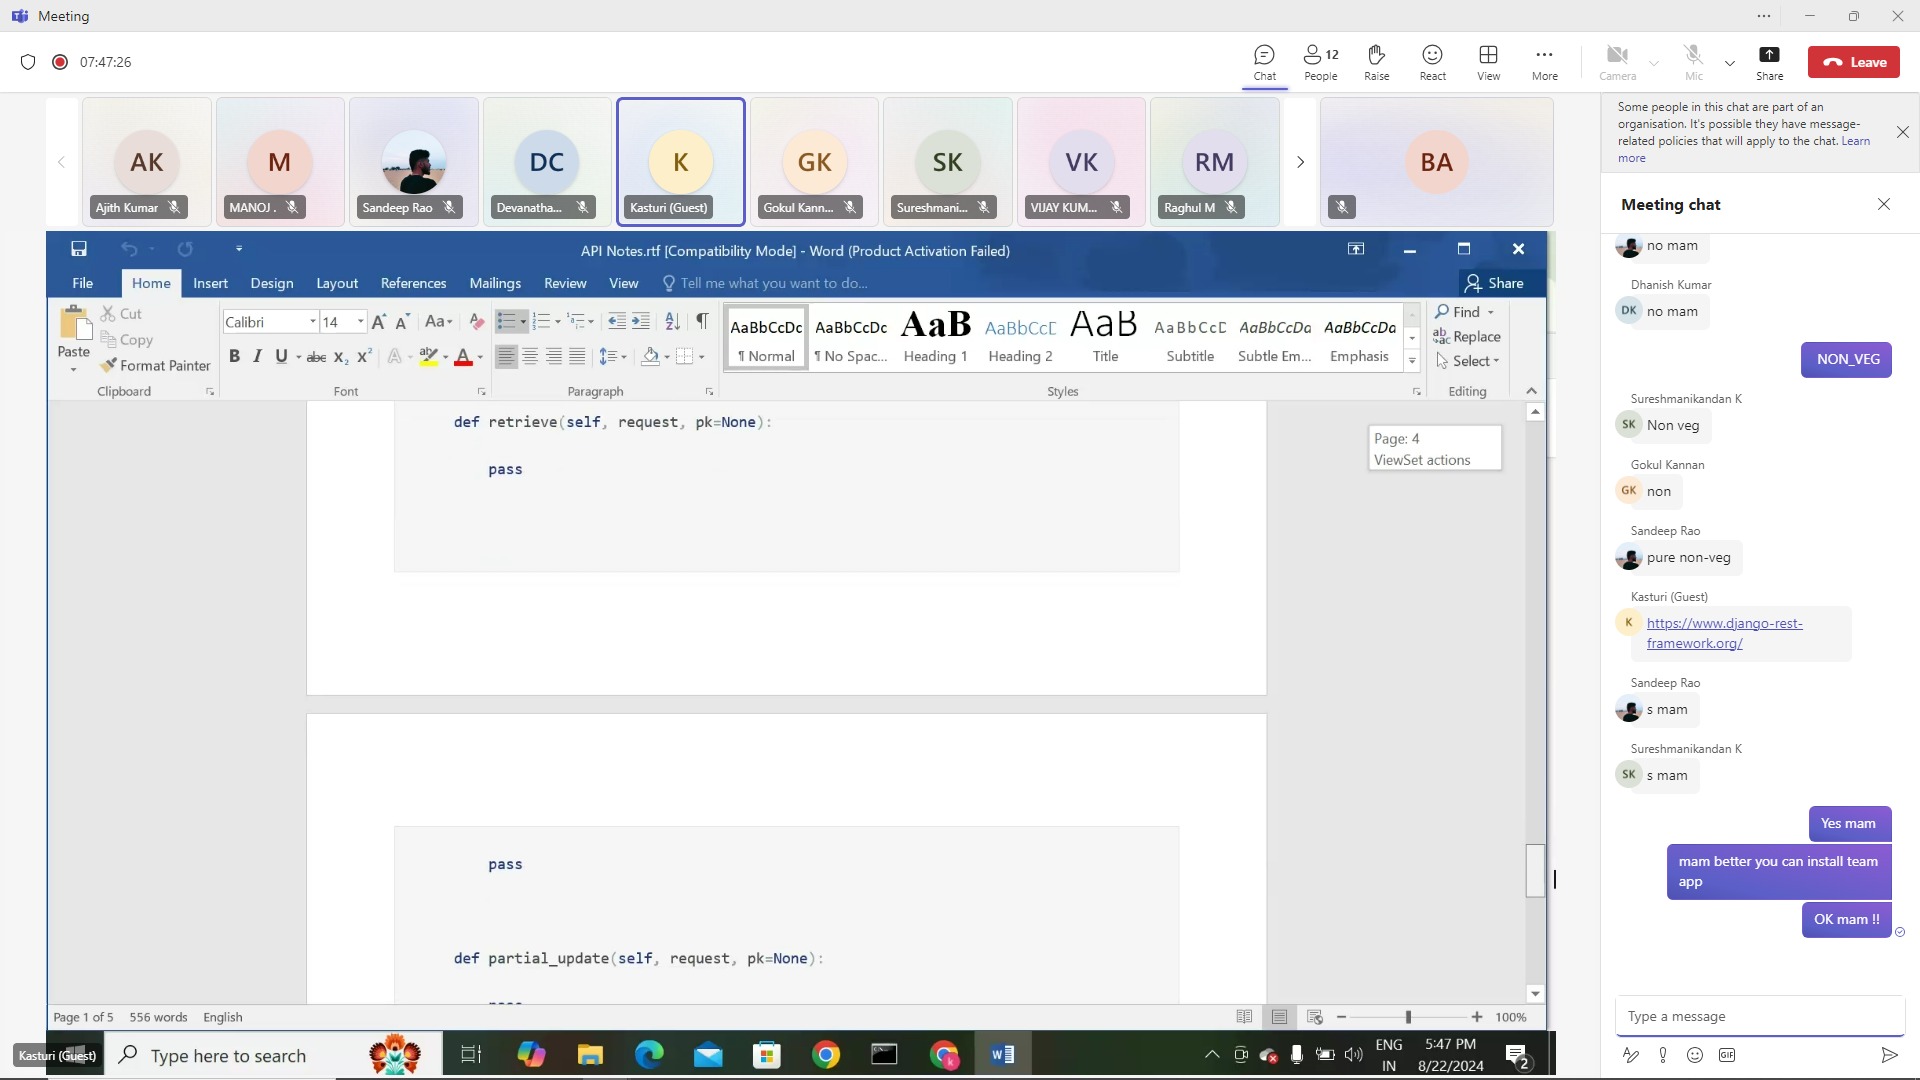 Meeting
07:47:26
Chat
People
12
Raise
React
View
More
Camera
Mic
Share
Leave
AK
Ajith Kumar
M
MANOJ .
Sandeep Rao
DC
Devanatha...
K
Kasturi (Guest)
GK
Gokul Kann...
SK
Sureshmani...
VK
VIJAY KUM...
RM
Raghul M
BA
API Notes.rtf [Compatibility Mode] - Word (Product Activation Failed)
File
Home
Insert
Design
Layout
References
Mailings
Review
View
Tell me what you want to do...
Share
Paste
Cut
Copy
Format Painter
Clipboard
Calibri
14
Font
Paragraph
AaBbCcDc
¶ Normal
AaBbCcDc
¶ No Spac...
AaB
Heading 1
AaBbCcE
Heading 2
AaB
Title
AaBbCcD
Subtitle
AaBbCcDa
Subtle Em...
AaBbCcDa
Emphasis
Styles
Find
Replace
Select
Editing
def retrieve(self, request, pk=None):
pass
Page: 4
ViewSet actions
pass
def partial_update(self, request, pk=None):
Page 1 of 5
556 words
English
100%
Kasturi (Guest)
Type here to search
ENG
IN
5:47 PM
8/22/2024
2
Some people in this chat are part of an
organisation. It's possible they have message-
related policies that will apply to the chat. Learn
more
Meeting chat
no mam
Dhanish Kumar
DK
no mam
NON_VEG
Sureshmanikandan K
SK
Non veg
Gokul Kannan
GK
non
Sandeep Rao
pure non-veg
Kasturi (Guest)
K
https://www.django-rest-
framework.org/
Sandeep Rao
s mam
Sureshmanikandan K
SK
s mam
Yes mam
mam better you can install team
app
OK mam !!
Type a message
GIF